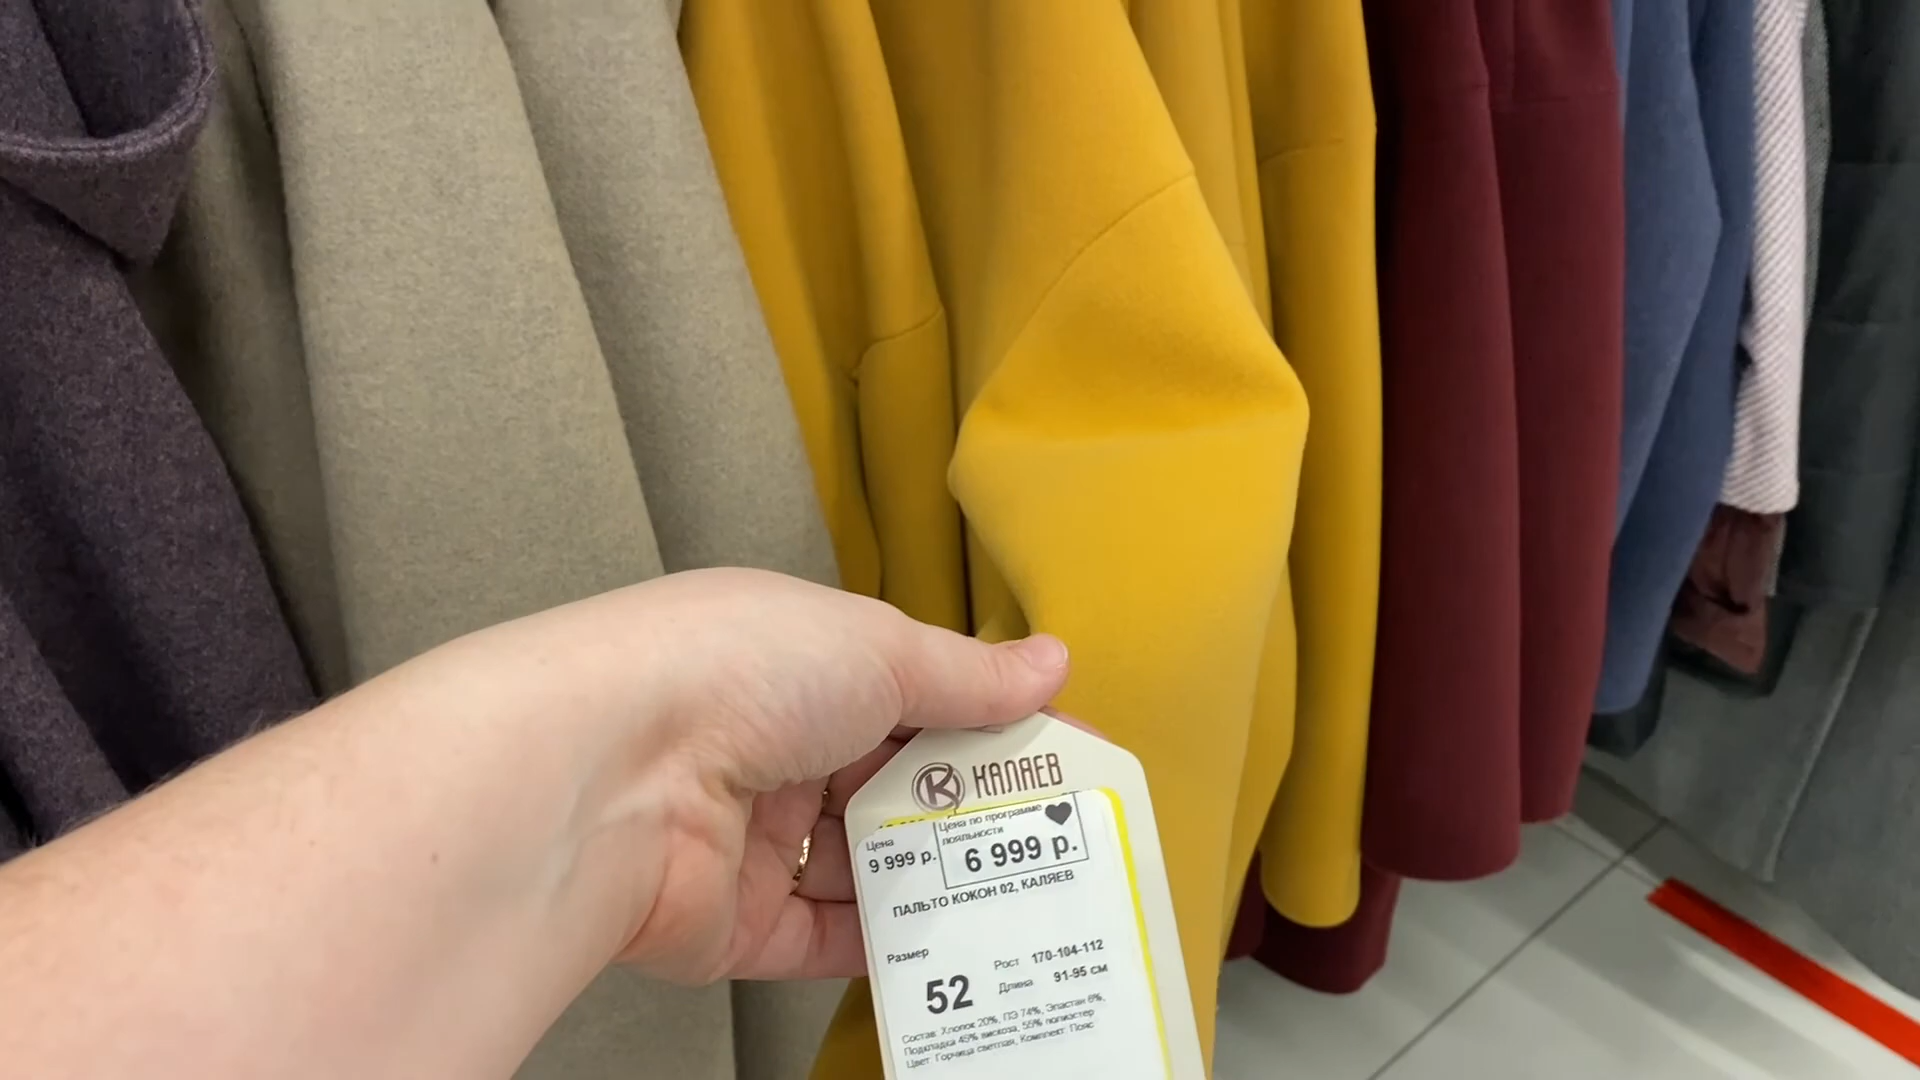 КАЛЯЕВ
Цена
9 999 р.
Цена по программе
лояльности
6 999 р.
ПАЛЬТО КОКОН 02, КАЛЯЕВ
Размер
52
Рост 170-104-112
Длина 91-95 см
Состав: Хлопок 20%, ПЭ 74%, Эластан 6%,
Подкладка 45% вискоза, 55% полиэстер
Цвет: Горчица светлая, Комплект: Пояс